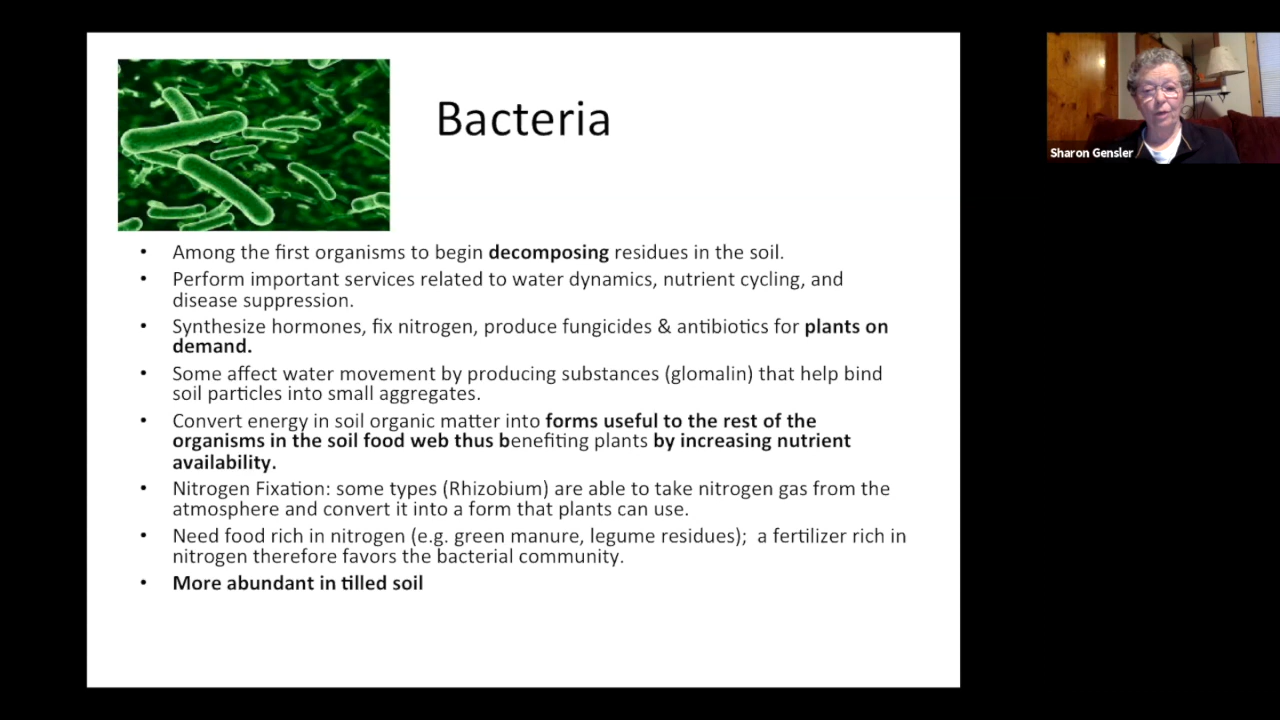 Bacteria
Sharon Gensler
• Among the first organisms to begin decomposing residues in the soil.
• Perform important services related to water dynamics, nutrient cycling, and
disease suppression.
• Synthesize hormones, fix nitrogen, produce fungicides & antibiotics for plants on
demand.
• Some affect water movement by producing substances (glomalin) that help bind
soil particles into small aggregates.
• Convert energy in soil organic matter into forms useful to the rest of the
organisms in the soil food web thus benefiting plants by increasing nutrient
availability.
• Nitrogen Fixation: some types (Rhizobium) are able to take nitrogen gas from the
atmosphere and convert it into a form that plants can use.
• Need food rich in nitrogen (e.g. green manure, legume residues);  a fertilizer rich in
nitrogen therefore favors the bacterial community.
• More abundant in tilled soil